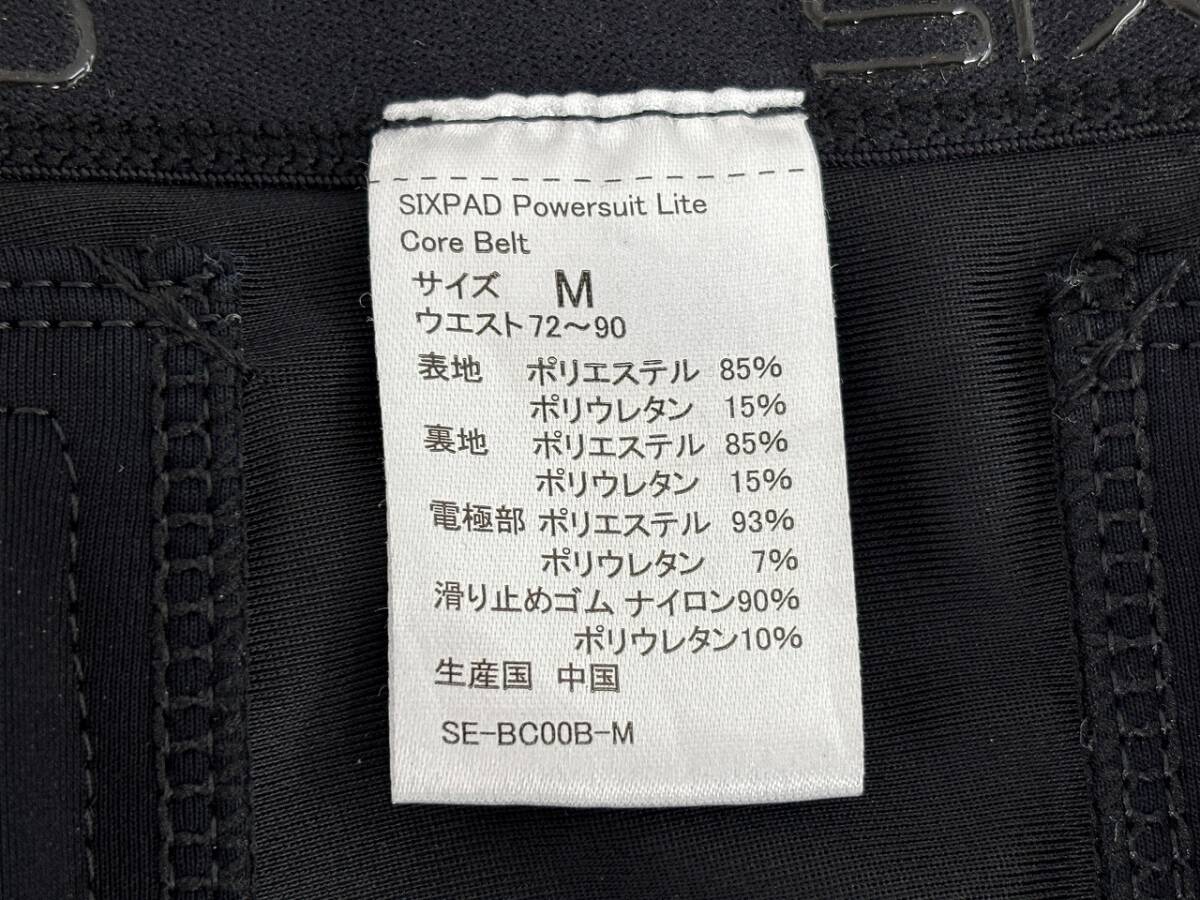 SIX
SIXPAD Powersuit Lite
Core Belt
サイズ M
ウエスト72～90
表地 ポリエステル 85%
ポリウレタン 15%
裏地 ポリエステル 85%
ポリウレタン 15%
電極部 ポリエステル 93%
ポリウレタン 7%
滑り止めゴム ナイロン90%
ポリウレタン10%
生産国 中国
SE-BC00B-M